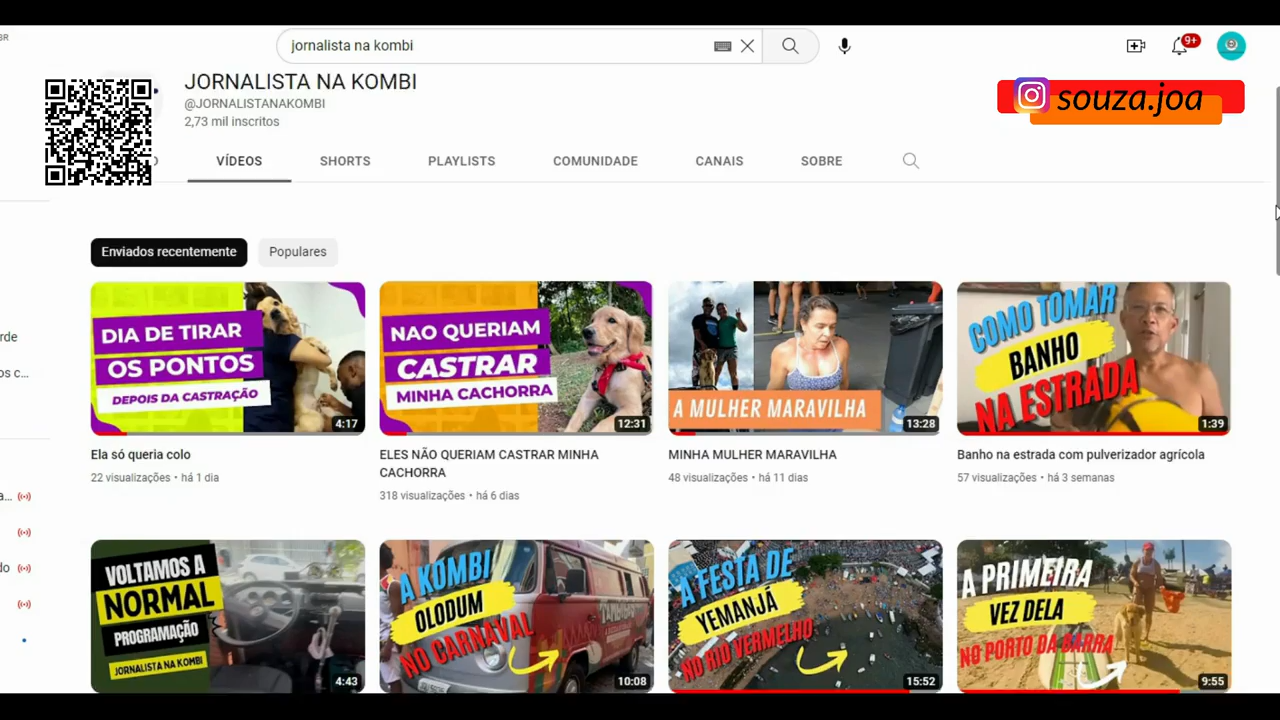 BR
jornalista na kombi
9+
JORNALISTA NA KOMBI
@JORNALISTANAKOMBI
2,73 mil inscritos
souza.joa
VÍDEOS
SHORTS
PLAYLISTS
COMUNIDADE
CANAIS
SOBRE
Enviados recentemente
Populares
DIA DE TIRAR
OS PONTOS
DEPOIS DA CASTRAÇÃO
4:17
NAO QUERIAM
CASTRAR
MINHA CACHORRA
12:31
A MULHER MARAVILHA
13:28
COMO TOMAR
BANHO
NA ESTRADA
1:39
Ela só queria colo
22 visualizações • há 1 dia
ELES NÃO QUERIAM CASTRAR MINHA
CACHORRA
318 visualizações • há 6 dias
MINHA MULHER MARAVILHA
48 visualizações • há 11 dias
Banho na estrada com pulverizador agrícola
57 visualizações • há 3 semanas
VOLTAMOS A
NORMAL
PROGRAMAÇÃO
JORNALISTA NA KOMBI
4:43
A KOMBI
OLODUM
NO CARNAVAL
10:08
A FESTA DE
YEMANJÁ
NO RIO VERMELHO
15:52
A PRIMEIRA
VEZ DELA
NO PORTO DA BARRA
9:55